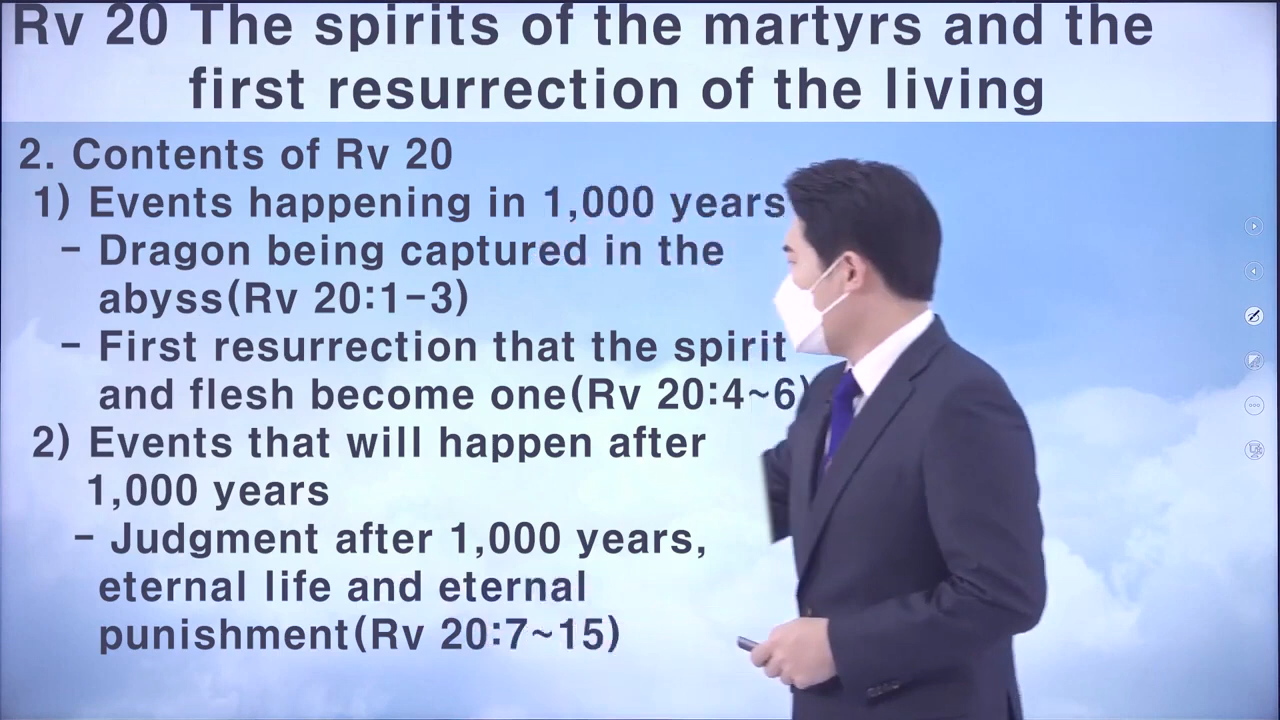 Rv 20 The spirits of the martyrs and the
first resurrection of the living
2. Contents of Rv 20
1) Events happening in 1,000 years
- Dragon being captured in the
abyss(Rv 20:1-3)
- First resurrection that the spirit
and flesh become one(Rv 20:4~6)
2) Events that will happen after
1,000 years
- Judgment after 1,000 years,
eternal life and eternal
punishment(Rv 20:7~15)